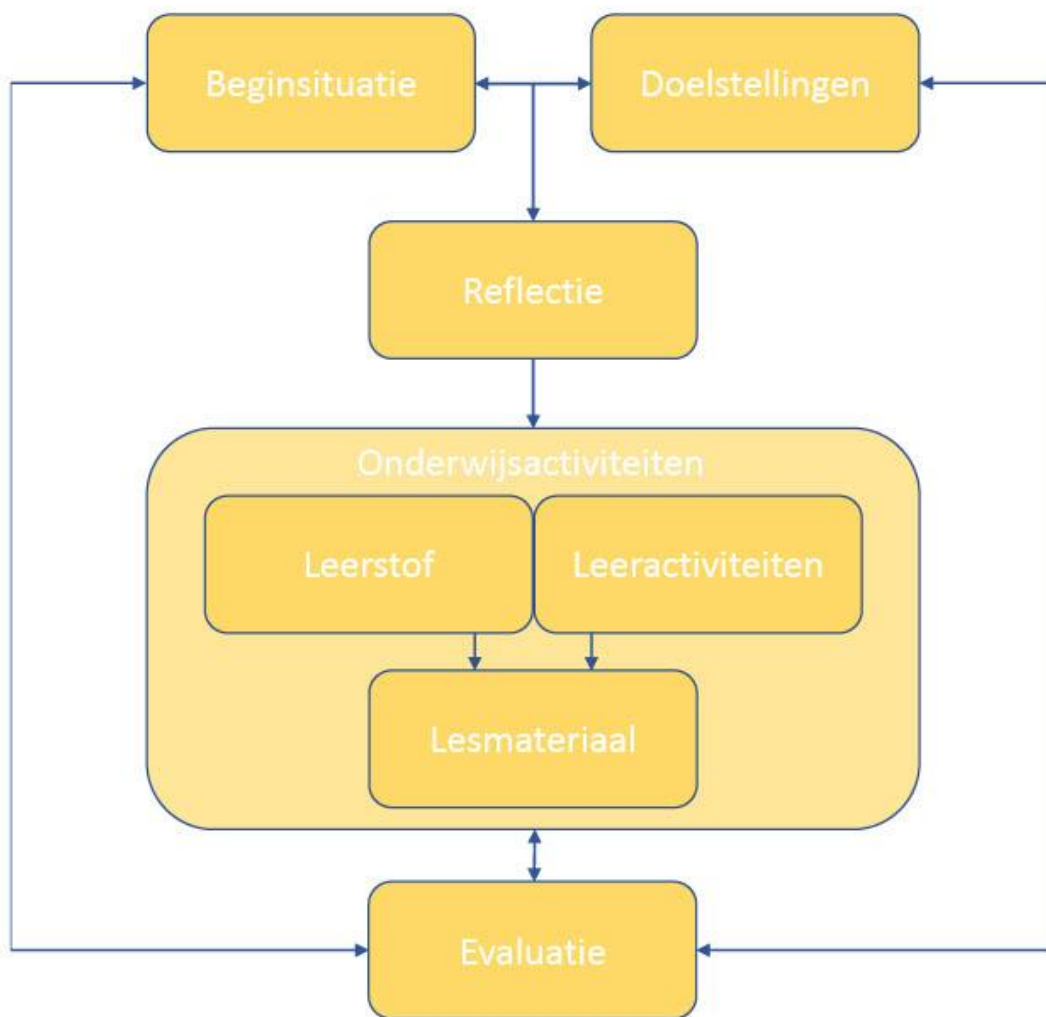 Beginsituatie
Doelstellingen
Reflectie
Onderwijsactiviteiten
Leerstof
Leeractiviteiten
Lesmateriaal
Evaluatie